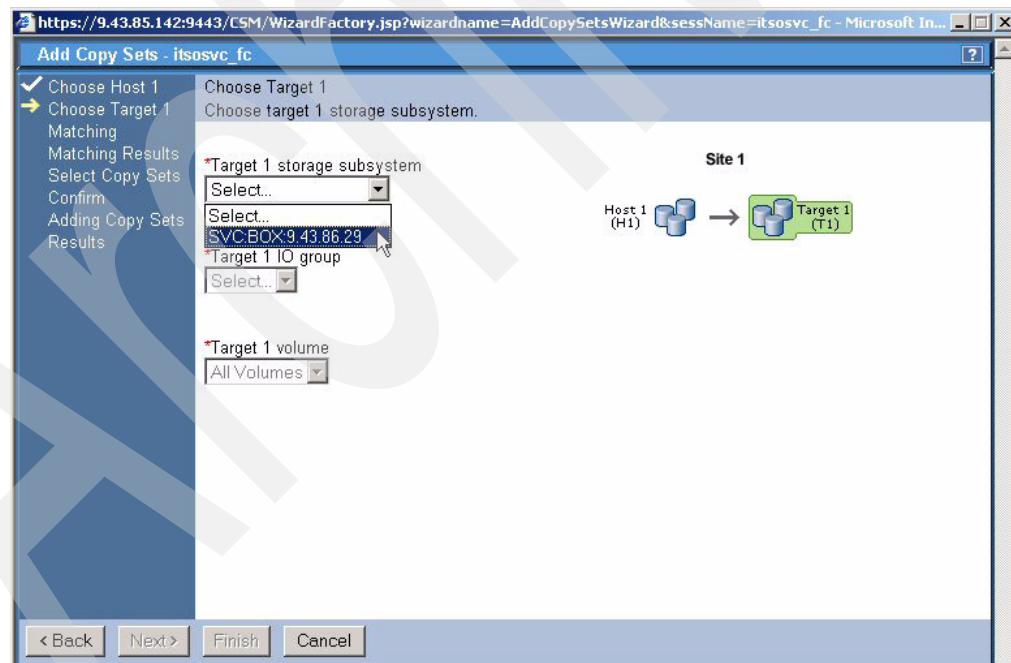 https://9.43.85.142:9443/CSM/WizardFactory.jsp?wizardname=AddCopySetsWizard&sessName=itsosvc_fc - Microsoft In...
Add Copy Sets - itsosvc_fc
?
Choose Host 1
Choose Target 1
Matching
Matching Results
Select Copy Sets
Confirm
Adding Copy Sets
Results
Choose Target 1
Choose target 1 storage subsystem.
*Target 1 storage subsystem
Select...
Select...
SVC:BOX:9.43.86.29
*Target 1 IO group
Select...
*Target 1 volume
All Volumes
Site 1
Host 1
(H1)
Target 1
(T1)
< Back
Next >
Finish
Cancel